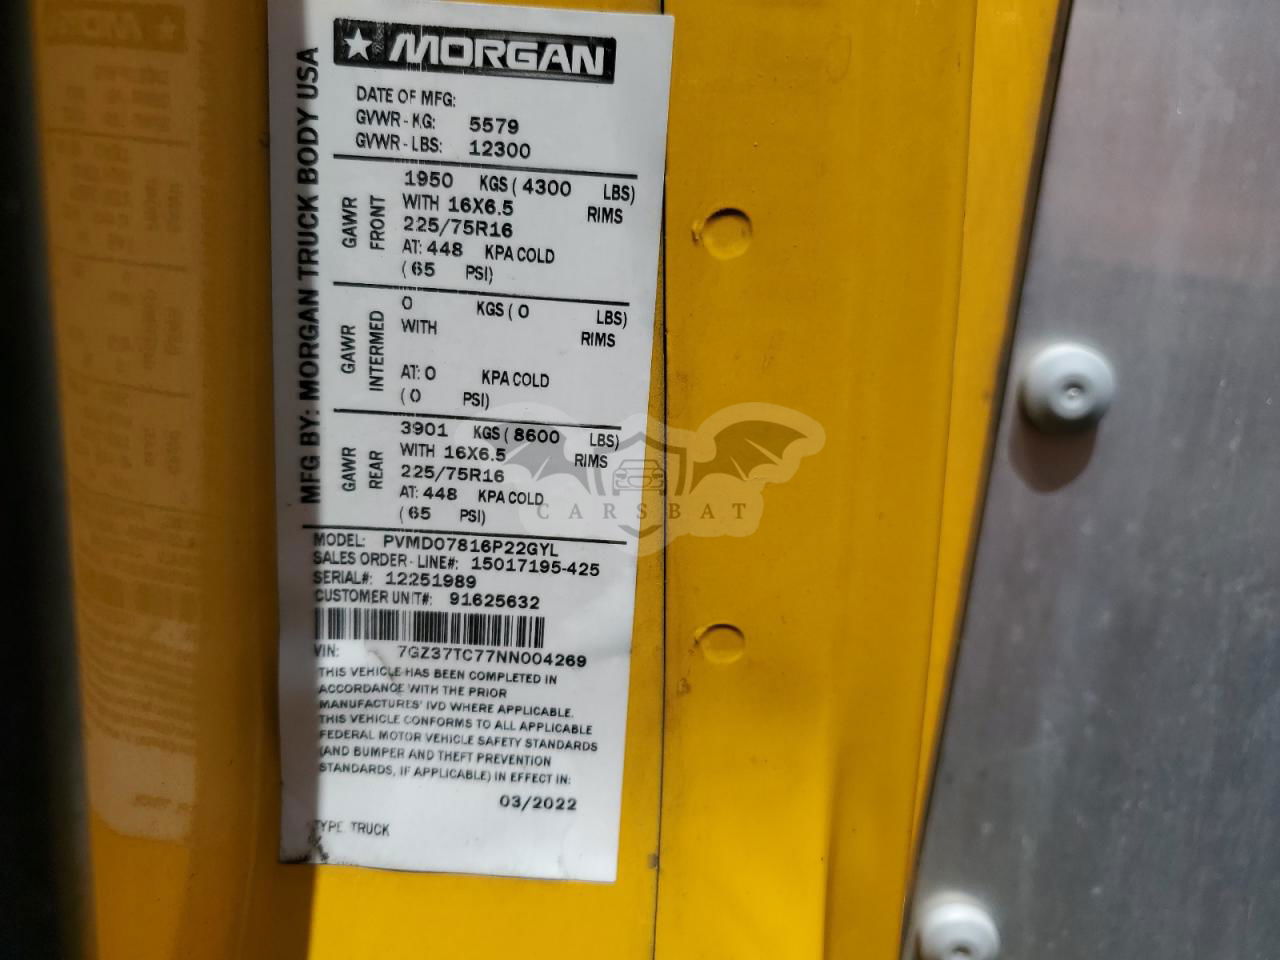 MORGAN
MFG BY: MORGAN TRUCK BODY USA
DATE OF MFG:
GVWR - KG: 5579
GVWR - LBS: 12300
GAWR FRONT
1950 KGS ( 4300 LBS)
WITH 16X6.5 RIMS
225/75R16
AT: 448 KPA COLD
( 65 PSI)
GAWR INTERMED
0 KGS ( 0 LBS)
WITH RIMS
AT: 0 KPA COLD
( 0 PSI)
GAWR REAR
3901 KGS ( 8600 LBS)
WITH 16X6.5 RIMS
225/75R16
AT: 448 KPA COLD
( 65 PSI)
MODEL: PVMD07816P22GYL
SALES ORDER - LINE#: 15017195-425
SERIAL#: 12251989
CUSTOMER UNIT#: 91625632
VIN: 7GZ37TC77NN004269
THIS VEHICLE HAS BEEN COMPLETED IN
ACCORDANCE WITH THE PRIOR
MANUFACTURES' IVD WHERE APPLICABLE.
THIS VEHICLE CONFORMS TO ALL APPLICABLE
FEDERAL MOTOR VEHICLE SAFETY STANDARDS
(AND BUMPER AND THEFT PREVENTION
STANDARDS, IF APPLICABLE) IN EFFECT IN:
03/2022
TYPE: TRUCK
CARSBAT